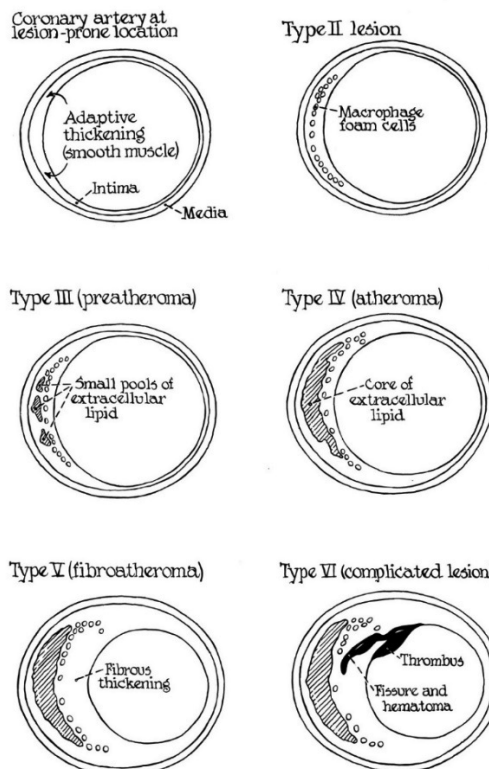 Coronary artery at
lesion-prone location
Adaptive
thickening
(smooth muscle)
Intima
Media
Type II lesion
Macrophage
foam cells
Type III (preatheroma)
Small pools of
extracellular
lipid
Type IV (atheroma)
Core of
extracellular
lipid
Type V (fibroatheroma)
Fibrous
thickening
Type VI (complicated lesion
Thrombus
Fissure and
hematoma